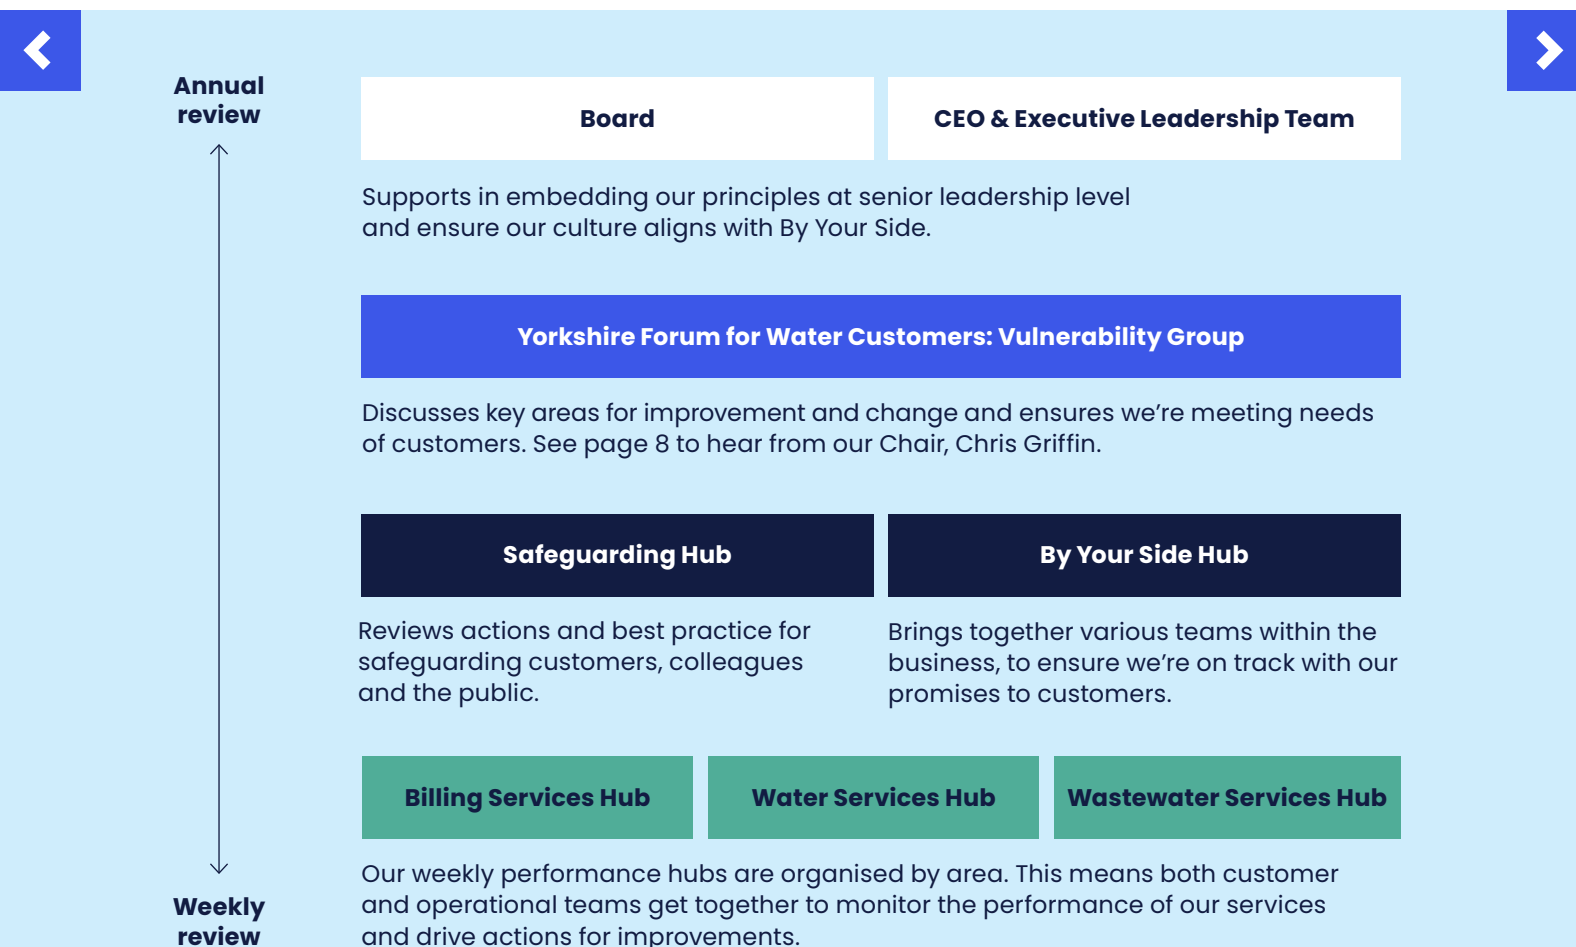 Annual
review
Board
CEO & Executive Leadership Team
Supports in embedding our principles at senior leadership level
and ensure our culture aligns with By Your Side.
Yorkshire Forum for Water Customers: Vulnerability Group
Discusses key areas for improvement and change and ensures we’re meeting needs
of customers. See page 8 to hear from our Chair, Chris Griffin.
Safeguarding Hub
By Your Side Hub
Reviews actions and best practice for
safeguarding customers, colleagues
and the public.
Brings together various teams within the
business, to ensure we’re on track with our
promises to customers.
Billing Services Hub
Water Services Hub
Wastewater Services Hub
Our weekly performance hubs are organised by area. This means both customer
and operational teams get together to monitor the performance of our services
and drive actions for improvements.
Weekly
review